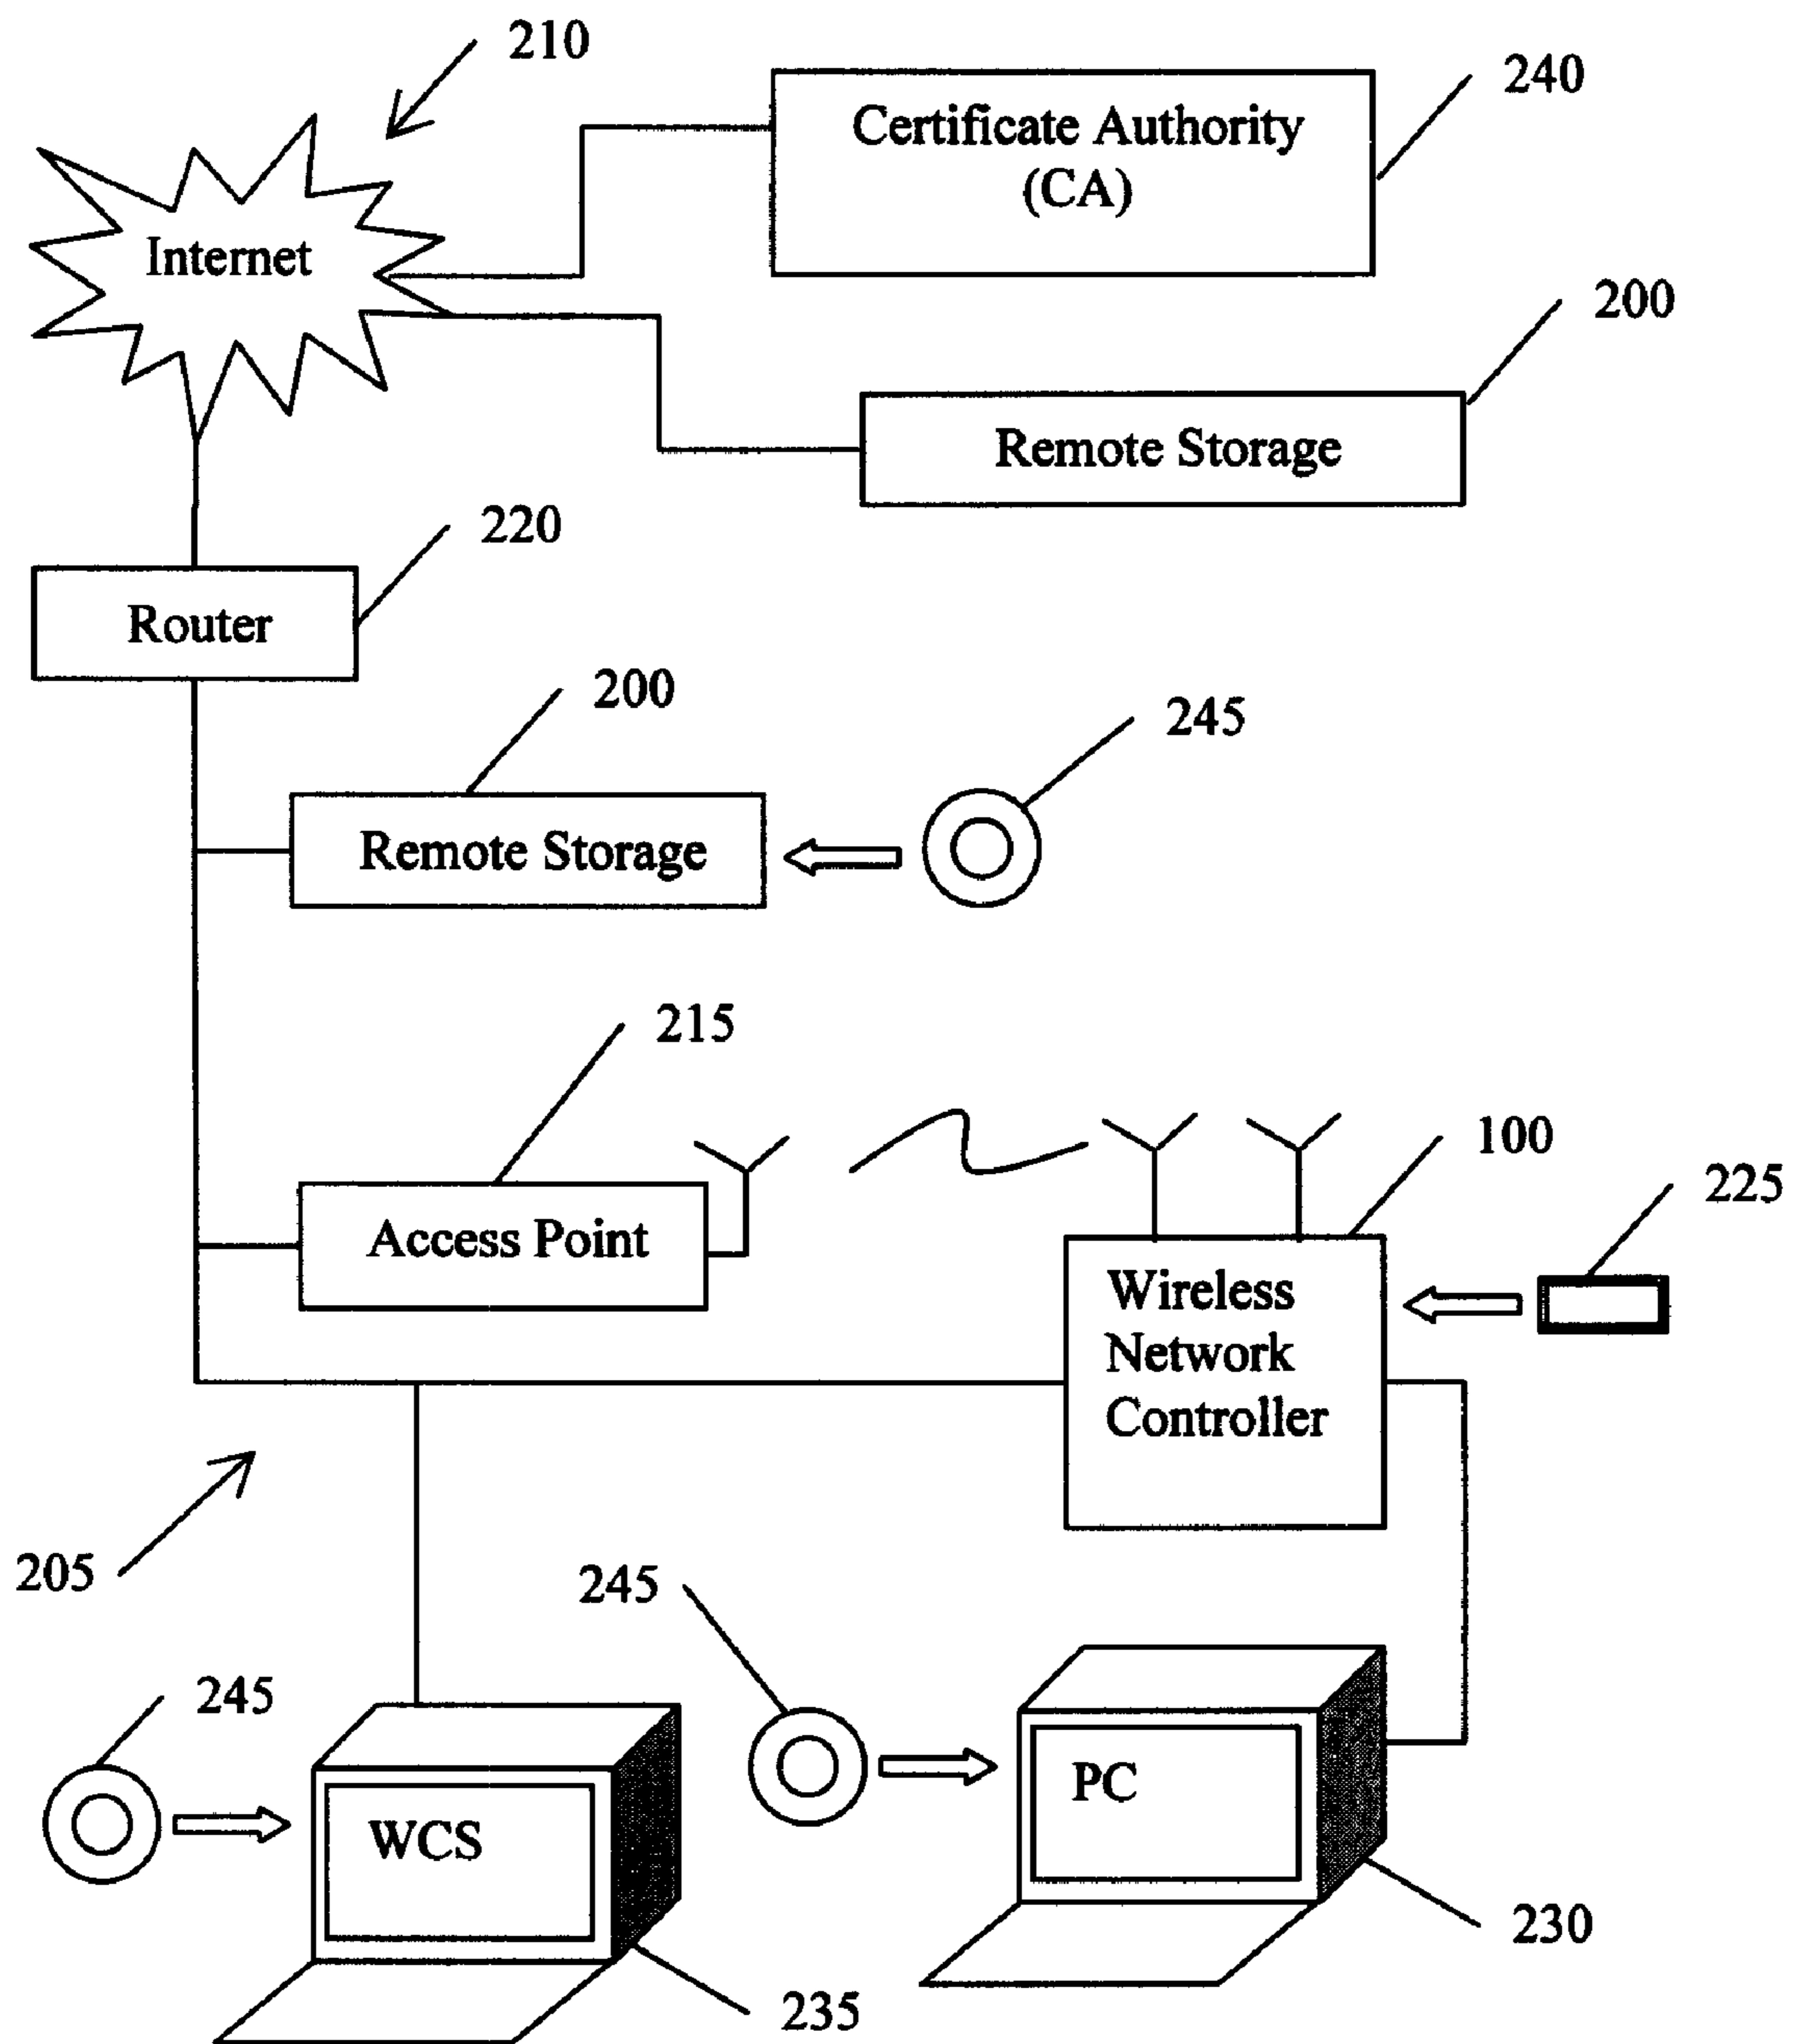 210
240
Certificate Authority
(CA)
Internet
200
Remote Storage
220
Router
200
245
Remote Storage
215
100
225
Access Point
Wireless
Network
Controller
205
245
245
PC
WCS
230
235